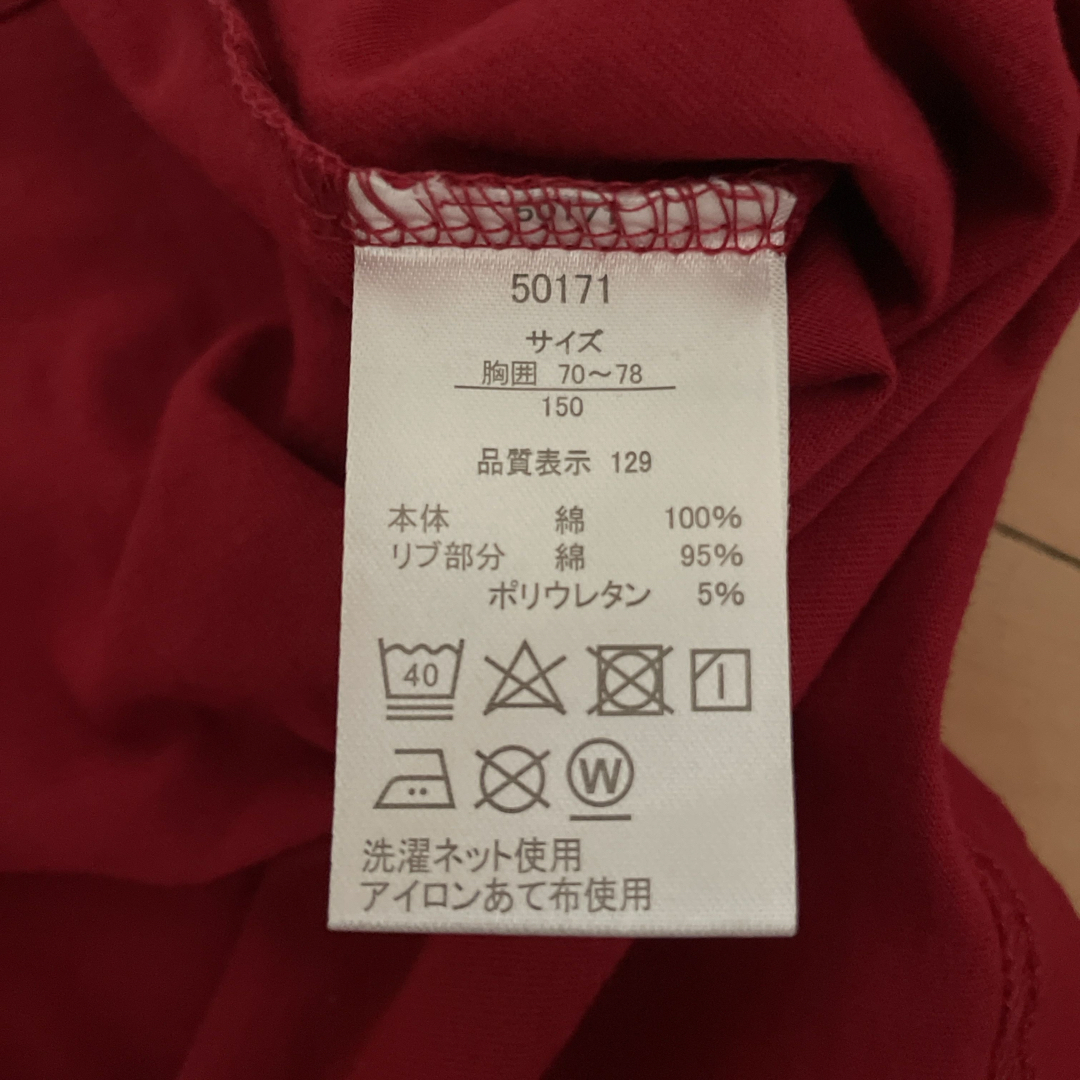 50171
50171
サイズ
胸囲 70～78
150
品質表示 129
本体 綿 100%
リブ部分 綿 95%
ポリウレタン 5%
40
W
洗濯ネット使用
アイロンあて布使用